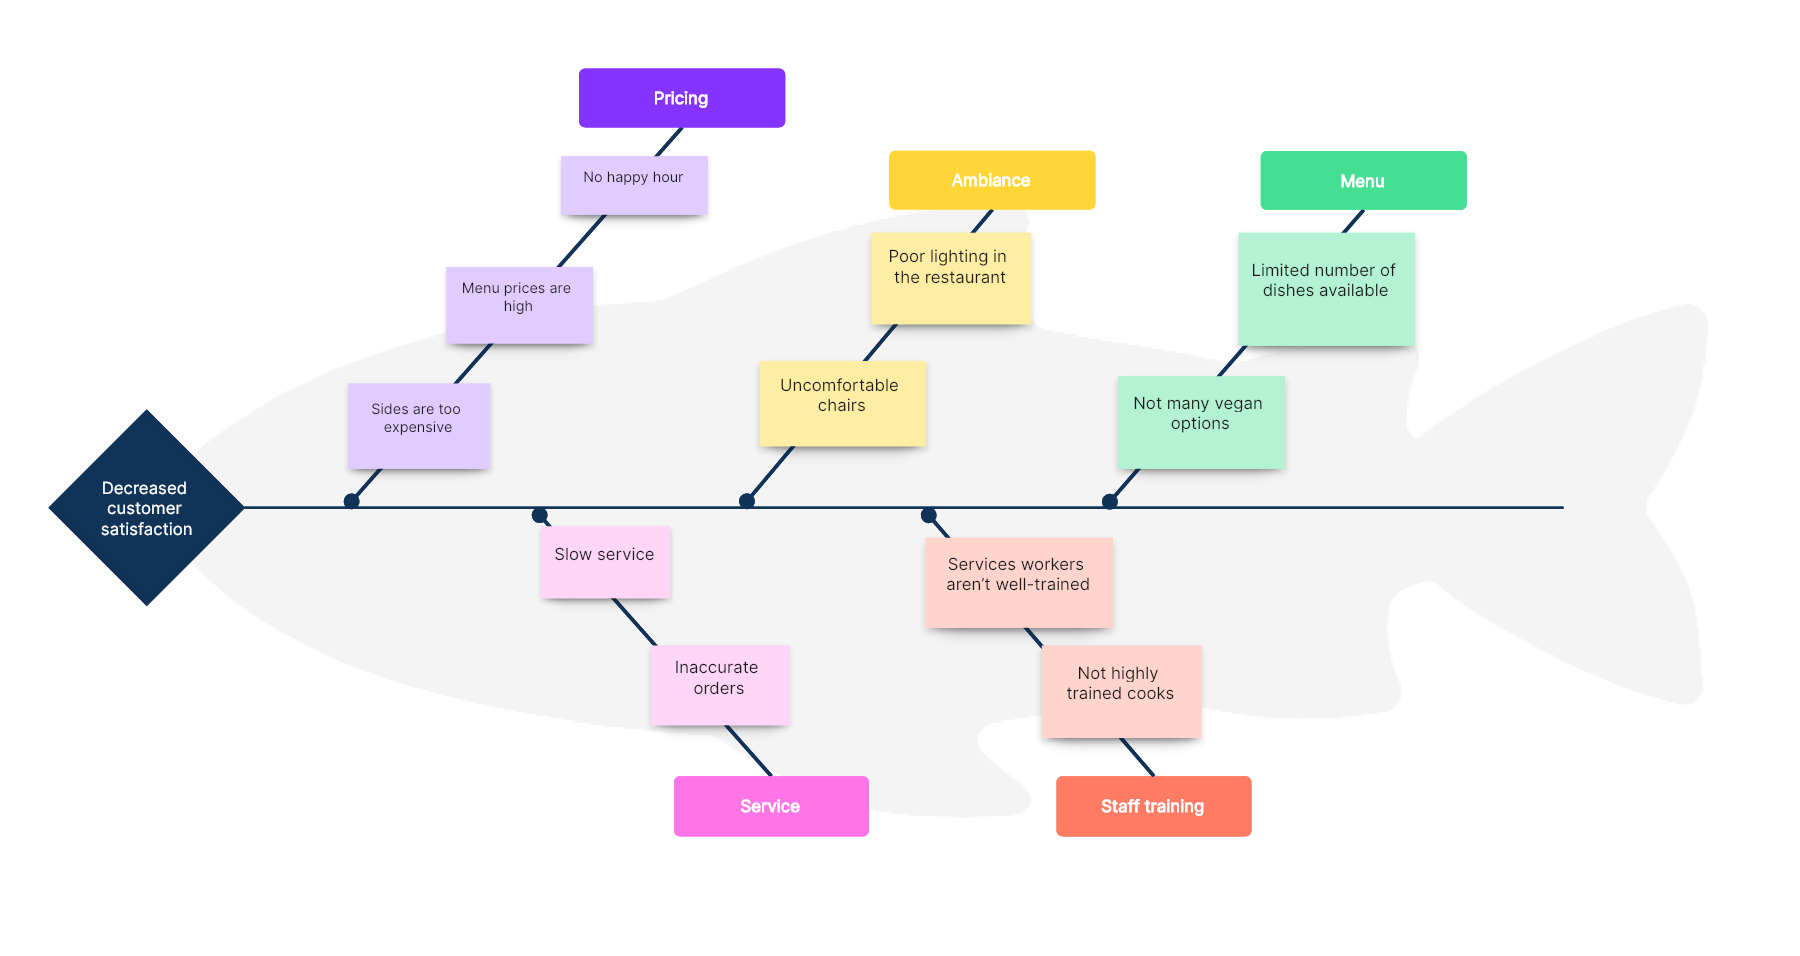 Pricing
No happy hour
Menu prices are
high
Sides are too
expensive
Ambiance
Poor lighting in
the restaurant
Uncomfortable
chairs
Menu
Limited number of
dishes available
Not many vegan
options
Decreased
customer
satisfaction
Slow service
Inaccurate
orders
Service
Services workers
aren’t well-trained
Not highly
trained cooks
Staff training